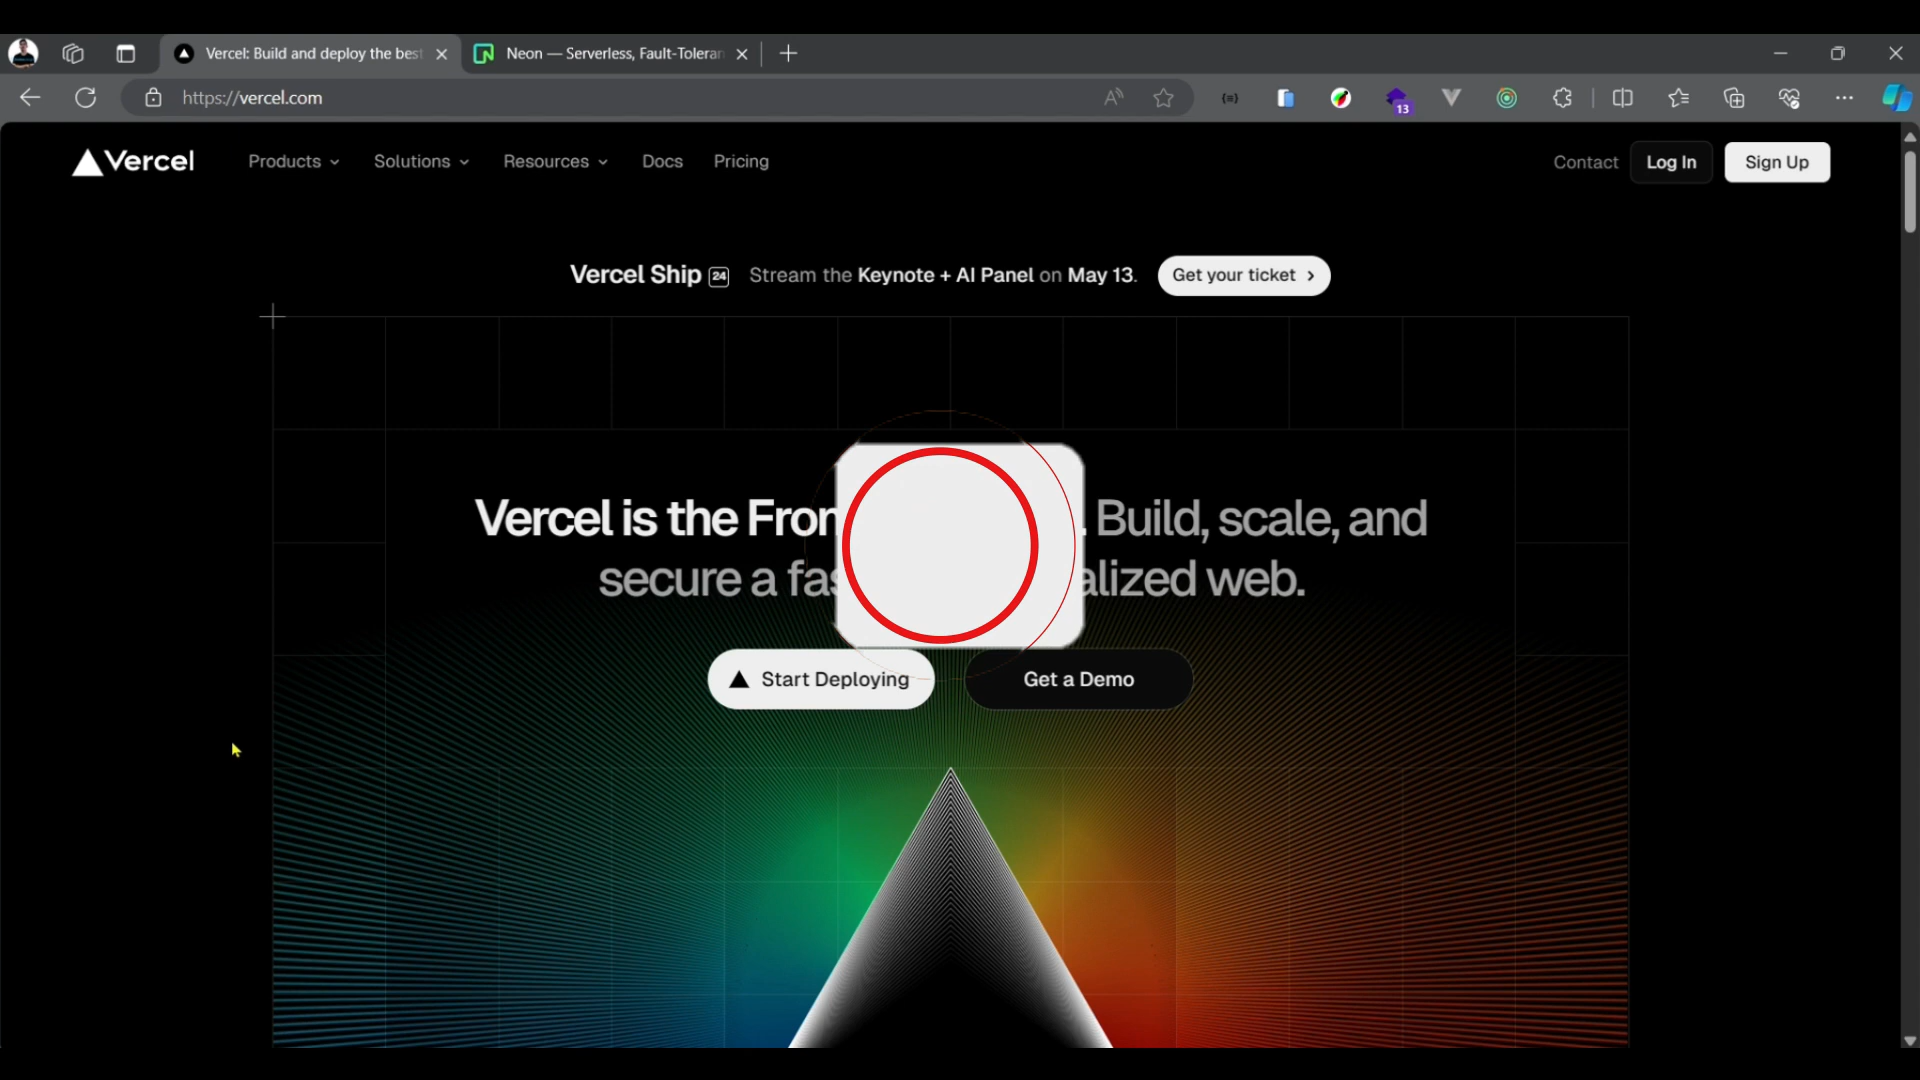 Vercel: Build and deploy the best
Neon — Serverless, Fault-Toleran
https://vercel.com
13
Vercel
Products
Solutions
Resources
Docs
Pricing
Contact
Log In
Sign Up
Vercel Ship 24 Stream the Keynote + AI Panel on May 13. Get your ticket
Vercel is the Fron . Build, scale, and
secure a fas alized web.
Start Deploying
Get a Demo